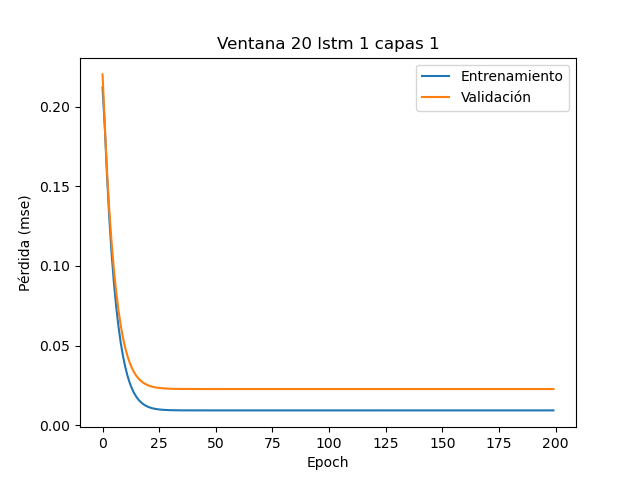 Ventana 20 lstm 1 capas 1
Entrenamiento
Validación
Pérdida (mse)
0.20
0.15
0.10
0.05
0.00
0 25 50 75 100 125 150 175 200
Epoch